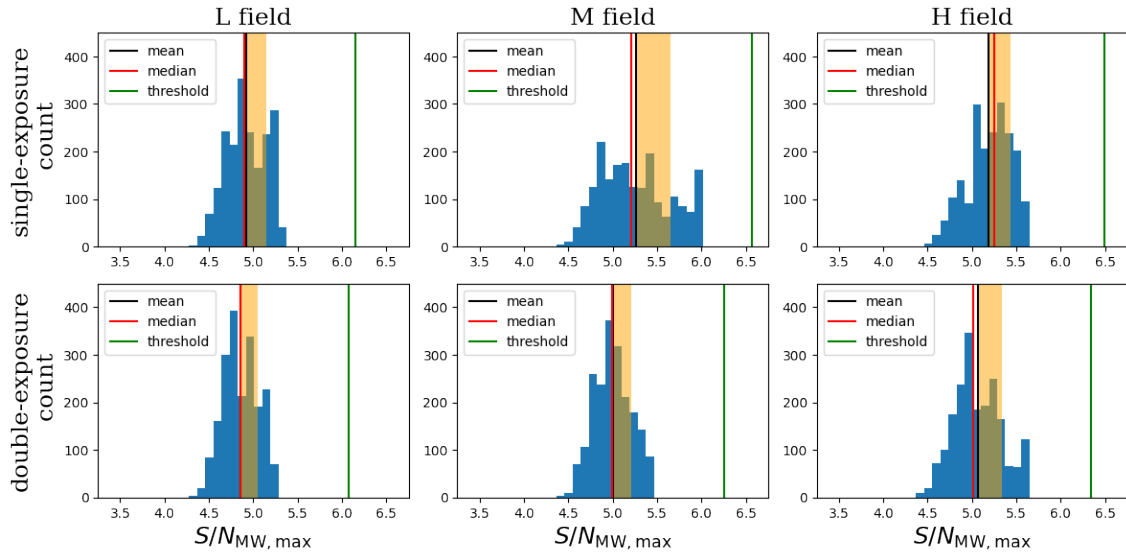 L field
M field
H field
single-exposure
count
400
300
200
100
0
mean
median
threshold
3.5 4.0 4.5 5.0 5.5 6.0 6.5
mean
median
threshold
400
300
200
100
0
3.5 4.0 4.5 5.0 5.5 6.0 6.5
mean
median
threshold
400
300
200
100
0
3.5 4.0 4.5 5.0 5.5 6.0 6.5
double-exposure
count
400
300
200
100
0
mean
median
threshold
3.5 4.0 4.5 5.0 5.5 6.0 6.5
S/N_MW, max
400
300
200
100
0
mean
median
threshold
3.5 4.0 4.5 5.0 5.5 6.0 6.5
S/N_MW, max
400
300
200
100
0
mean
median
threshold
3.5 4.0 4.5 5.0 5.5 6.0 6.5
S/N_MW, max